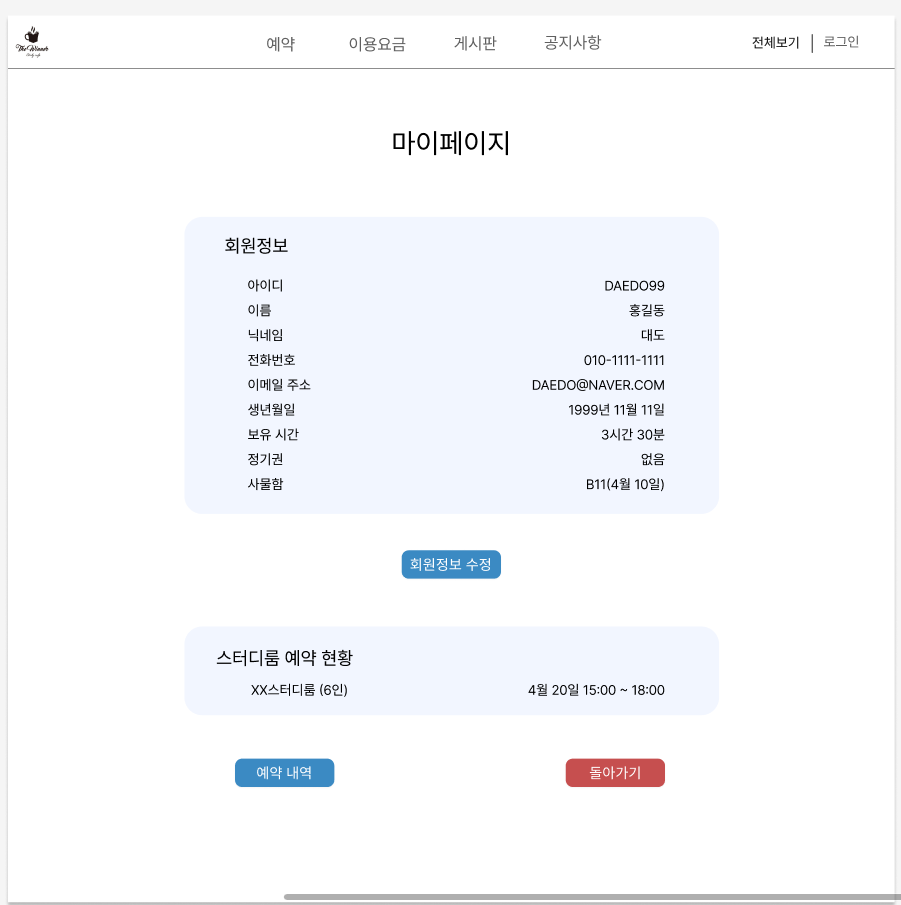 The Winner
예약 이용요금 게시판 공지사항 전체보기 | 로그인
마이페이지
회원정보
아이디 DAEDO99
이름 홍길동
닉네임 대도
전화번호 010-1111-1111
이메일 주소 DAEDO@NAVER.COM
생년월일 1999년 11월 11일
보유 시간 3시간 30분
정기권 없음
사물함 B11(4월 10일)
회원정보 수정
스터디룸 예약 현황
XX스터디룸 (6인) 4월 20일 15:00 ~ 18:00
예약 내역 돌아가기